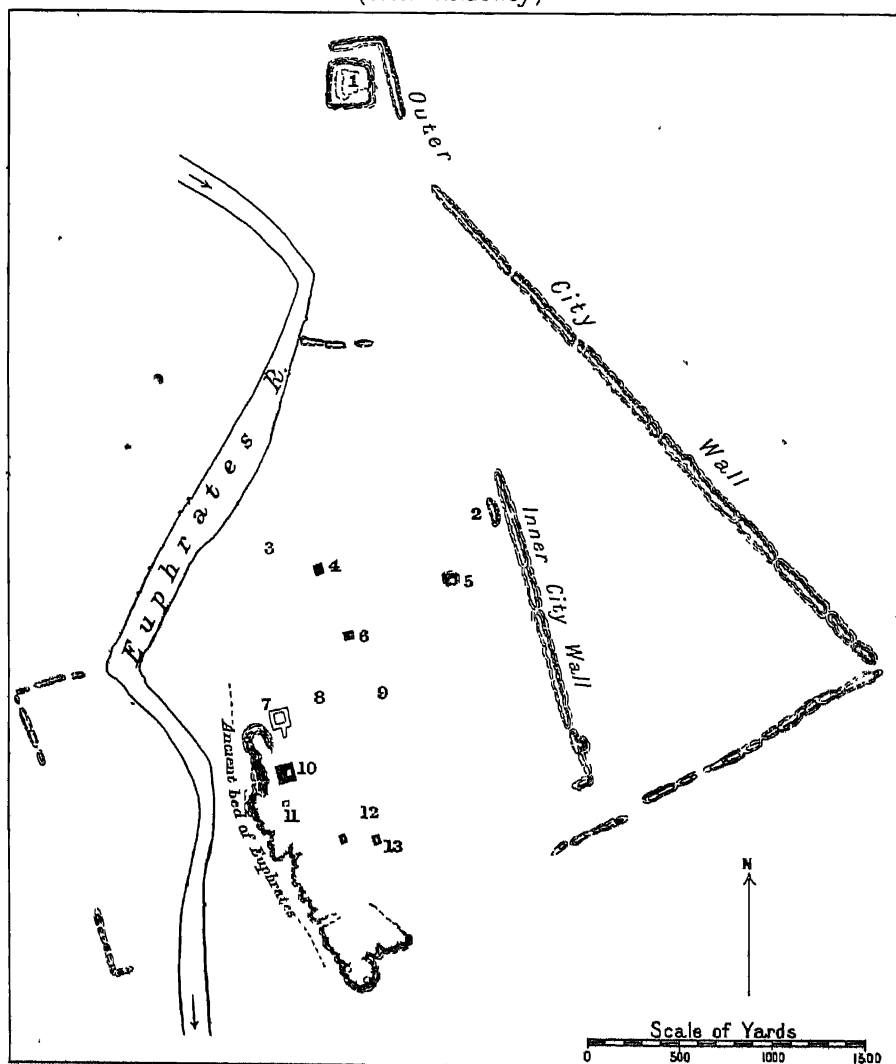 1
Outer
City
Wall
Euphrates R.
2
Inner City Wall
3
4
5
6
7
8
9
10
Ancient bed of Euphrates
11
12
13
N
Scale of Yards
0 500 1000 1500